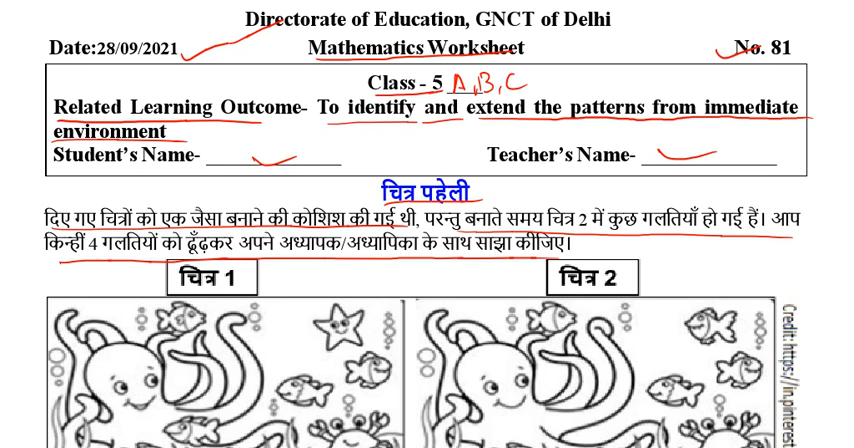 Directorate of Education, GNCT of Delhi
Date:28/09/2021 Mathematics Worksheet No. 81
Class - 5 A, B, C
Related Learning Outcome- To identify and extend the patterns from immediate
environment
Student's Name- Teacher's Name-
चित्र पहेली
दिए गए चित्रों को एक जैसा बनाने की कोशिश की गई थी, परन्तु बनाते समय चित्र 2 में कुछ गलतियाँ हो गई हैं। आप
किन्हीं 4 गलतियों को ढूँढ़कर अपने अध्यापक/अध्यापिका के साथ साझा कीजिए।
चित्र 1 चित्र 2
Credit: https://in.pinteres